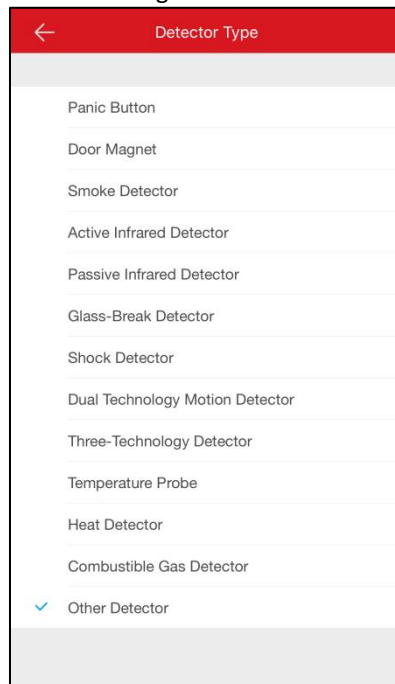 Detector Type
Panic Button
Door Magnet
Smoke Detector
Active Infrared Detector
Passive Infrared Detector
Glass-Break Detector
Shock Detector
Dual Technology Motion Detector
Three-Technology Detector
Temperature Probe
Heat Detector
Combustible Gas Detector
Other Detector